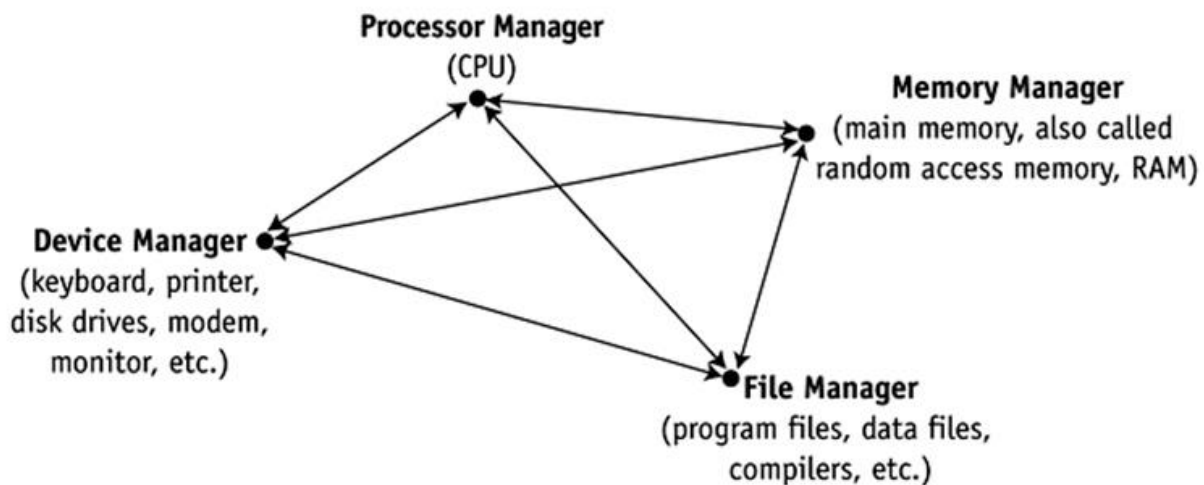 Processor Manager
(CPU)
Memory Manager
(main memory, also called
random access memory, RAM)
Device Manager
(keyboard, printer,
disk drives, modem,
monitor, etc.)
File Manager
(program files, data files,
compilers, etc.)